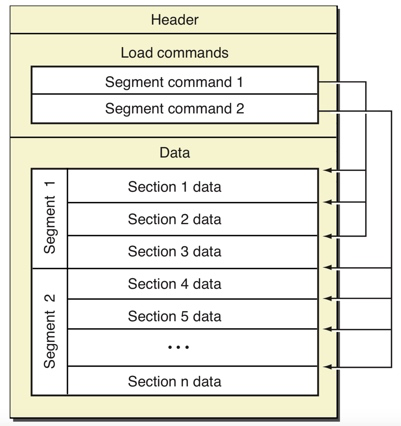 Header
Load commands
Segment command 1
Segment command 2
Data
Segment 1
Section 1 data
Section 2 data
Section 3 data
Segment 2
Section 4 data
Section 5 data
...
Section n data